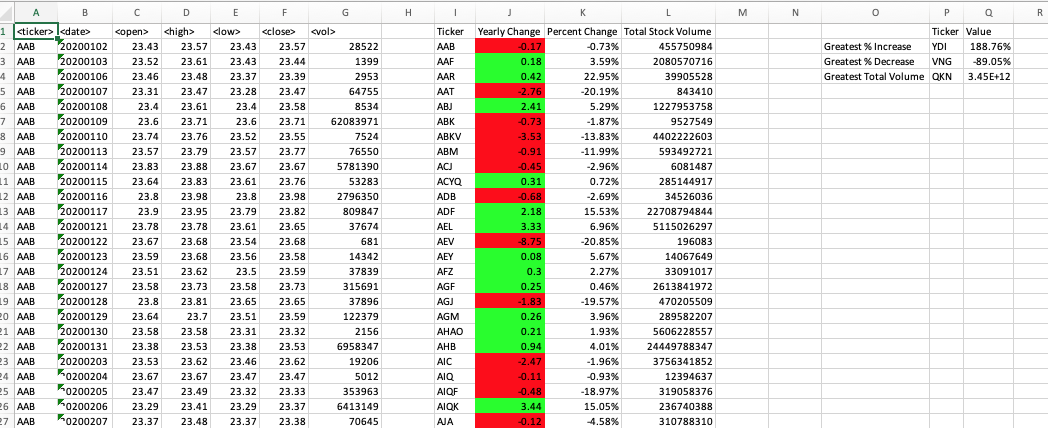 A B C D E F G H I J K L M N O P Q R
1 <ticker> <date> <open> <high> <low> <close> <vol> Ticker Yearly Change Percent Change Total Stock Volume Ticker Value
2 AAB 20200102 23.43 23.57 23.43 23.57 28522 AAB -0.17 -0.73% 455750984 Greatest % Increase YDI 188.76%
3 AAB 20200103 23.52 23.61 23.43 23.44 1399 AAF 0.18 3.59% 2080570716 Greatest % Decrease VNG -89.05%
4 AAB 20200106 23.46 23.48 23.37 23.39 2953 AAR 0.42 22.95% 39905528 Greatest Total Volume QKN 3.45E+12
5 AAB 20200107 23.31 23.47 23.28 23.47 64755 AAT -2.76 -20.19% 843410
6 AAB 20200108 23.4 23.61 23.4 23.58 8534 ABJ 2.41 5.29% 1227953758
7 AAB 20200109 23.6 23.71 23.6 23.71 62083971 ABK -0.73 -1.87% 9527549
8 AAB 20200110 23.74 23.76 23.52 23.55 7524 ABKV -3.53 -13.83% 4402222603
9 AAB 20200113 23.57 23.79 23.57 23.77 76550 ABM -0.91 -11.99% 593492721
10 AAB 20200114 23.83 23.88 23.67 23.67 5781390 ACJ -0.45 -2.96% 6081487
11 AAB 20200115 23.64 23.83 23.61 23.76 53283 ACYQ 0.31 0.72% 285144917
12 AAB 20200116 23.8 23.98 23.8 23.98 2796350 ADB -0.68 -2.69% 34526036
13 AAB 20200117 23.9 23.95 23.79 23.82 809847 ADF 2.18 15.53% 22708794844
14 AAB 20200121 23.78 23.78 23.61 23.65 37674 AEL 3.33 6.96% 5115026297
15 AAB 20200122 23.67 23.68 23.54 23.68 681 AEV -8.75 -20.85% 196083
16 AAB 20200123 23.59 23.68 23.56 23.58 14342 AEY 0.08 5.67% 14067649
17 AAB 20200124 23.51 23.62 23.5 23.59 37839 AFZ 0.3 2.27% 33091017
18 AAB 20200127 23.58 23.73 23.58 23.73 315691 AGF 0.25 0.46% 2613841972
19 AAB 20200128 23.8 23.81 23.65 23.65 37896 AGJ -1.83 -19.57% 470205509
20 AAB 20200129 23.64 23.7 23.51 23.59 122379 AGM 0.26 3.96% 289582207
21 AAB 20200130 23.58 23.58 23.31 23.32 2156 AHAO 0.21 1.93% 5606228557
22 AAB 20200131 23.38 23.53 23.38 23.53 6958347 AHB 0.94 4.01% 24449788347
23 AAB 20200203 23.53 23.62 23.46 23.62 19206 AIC -2.47 -1.96% 3756341852
24 AAB 20200204 23.67 23.67 23.47 23.47 5012 AIQ -0.11 -0.93% 12394637
25 AAB 20200205 23.47 23.49 23.32 23.33 353963 AIQF -0.48 -18.97% 319058376
26 AAB 20200206 23.29 23.41 23.29 23.37 6413149 AIQK 3.44 15.05% 236740388
27 AAB 20200207 23.37 23.48 23.37 23.38 70645 AJA -0.12 -4.58% 310788310